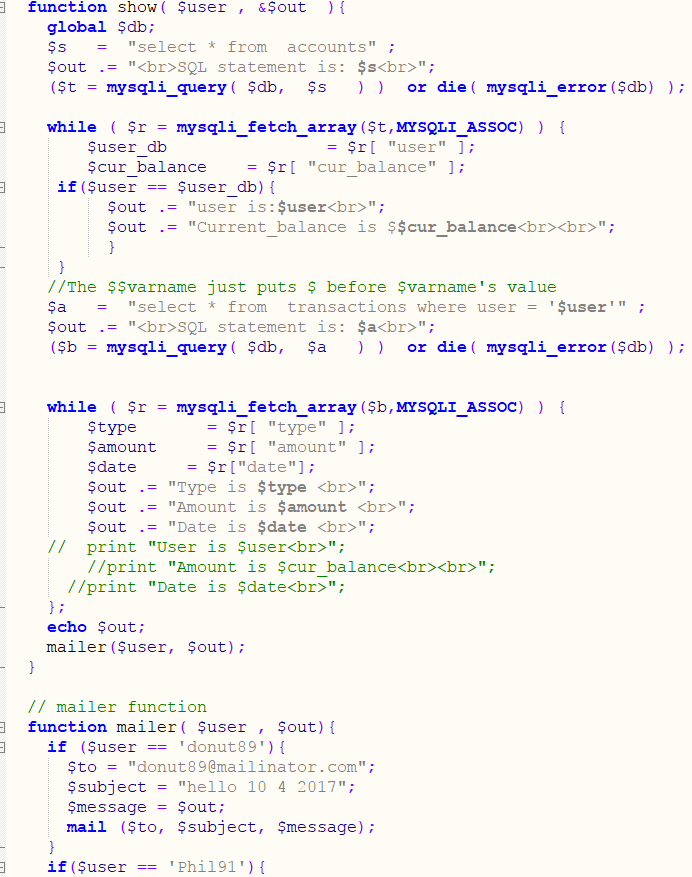 function show( $user , &$out  ){
  global $db;
  $s   =  "select * from  accounts" ;
  $out .= "<br>SQL statement is: $s<br>";
  ($t = mysqli_query( $db,  $s   ) )  or die( mysqli_error($db) );
  while ( $r = mysqli_fetch_array($t,MYSQLI_ASSOC) ) {
      $user_db                = $r[ "user" ];
      $cur_balance    = $r[ "cur_balance" ];
   if($user == $user_db){
        $out .= "user is:$user<br>";
        $out .= "Current_balance is $$cur_balance<br><br>";
        }
   }
  //The $$varname just puts $ before $varname's value
  $a   =  "select * from  transactions where user = '$user'" ;
  $out .= "<br>SQL statement is: $a<br>";
  ($b = mysqli_query( $db,  $a   ) )  or die( mysqli_error($db) );
  while ( $r = mysqli_fetch_array($b,MYSQLI_ASSOC) ) {
      $type       = $r[ "type" ];
      $amount     = $r[ "amount" ];
      $date     = $r["date"];
      $out .= "Type is $type <br>";
      $out .= "Amount is $amount <br>";
      $out .= "Date is $date <br>";
  //  print "User is $user<br>";
      //print "Amount is $cur_balance<br><br>";
    //print "Date is $date<br>";
  };
  echo $out;
  mailer($user, $out);
}
// mailer function
function mailer( $user , $out){
  if ($user == 'donut89'){
    $to = "donut89@mailinator.com";
    $subject = "hello 10 4 2017";
    $message = $out;
    mail ($to, $subject, $message);
  }
  if($user == 'Phil91'){